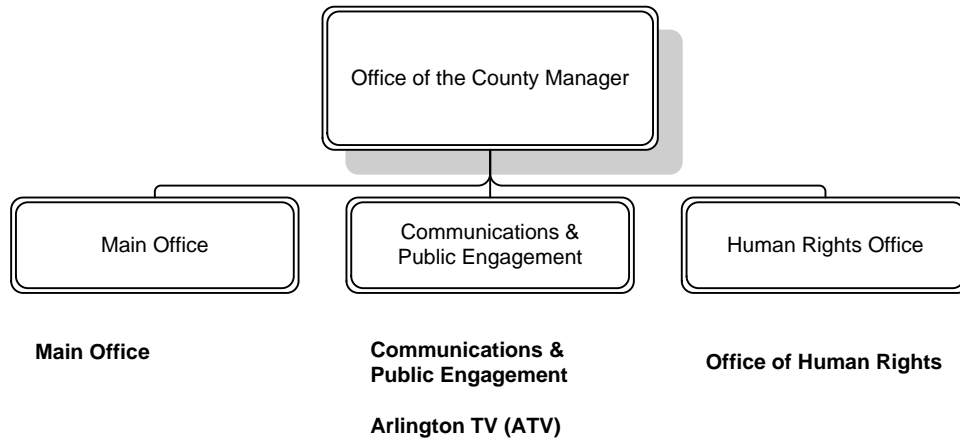 Office of the County Manager
Main Office
Communications &
Public Engagement
Human Rights Office
Main Office
Communications &
Public Engagement
Arlington TV (ATV)
Office of Human Rights